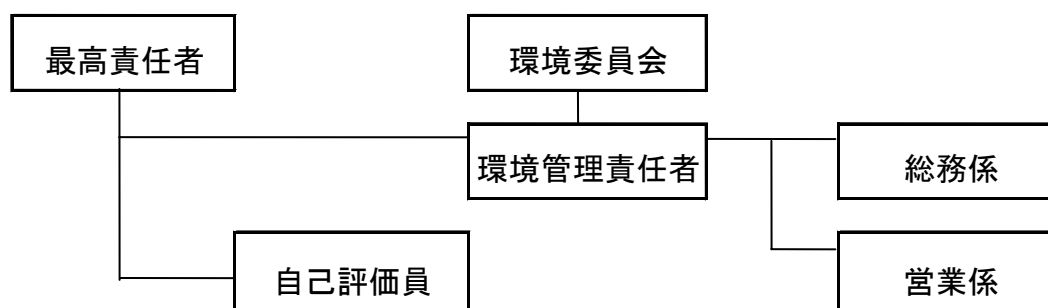 最高責任者
環境委員会
環境管理責任者
総務係
自己評価員
営業係